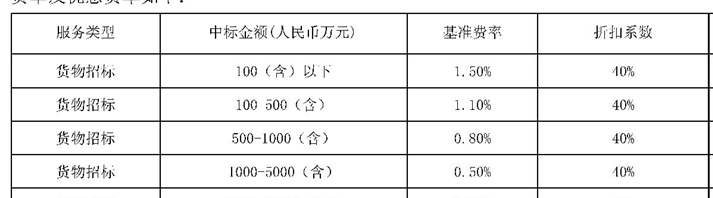 服务类型 中标金额(人民币万元) 基准费率 折扣系数
货物招标 100（含）以下 1.50% 40%
货物招标 100-500（含） 1.10% 40%
货物招标 500-1000（含） 0.80% 40%
货物招标 1000-5000（含） 0.50% 40%